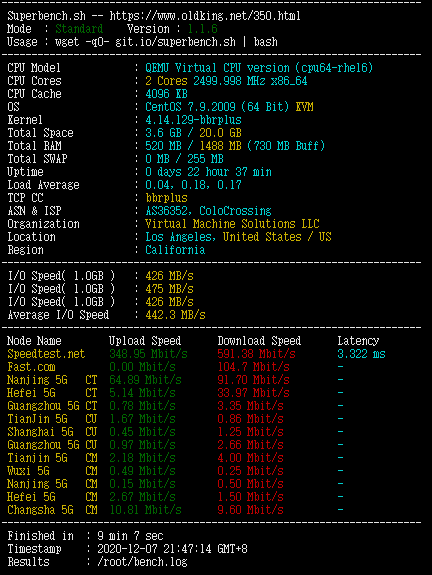 Superbench.sh -- https://www.oldking.net/350.html
Mode : Standard Version : 1.1.6
Usage : wget -qO- git.io/superbench.sh | bash
CPU Model : QEMU Virtual CPU version (cpu64-rhel6)
CPU Cores : 2 Cores 2499.998 MHz x86_64
CPU Cache : 4096 KB
OS : CentOS 7.9.2009 (64 Bit) KVM
Kernel : 4.14.129-bbrplus
Total Space : 3.6 GB / 20.0 GB
Total RAM : 520 MB / 1488 MB (730 MB Buff)
Total SWAP : 0 MB / 255 MB
Uptime : 0 days 22 hour 37 min
Load Average : 0.04, 0.18, 0.17
TCP CC : bbrplus
ASN & ISP : AS36352, ColoCrossing
Organization : Virtual Machine Solutions LLC
Location : Los Angeles, United States / US
Region : California
I/O Speed( 1.0GB ) : 426 MB/s
I/O Speed( 1.0GB ) : 475 MB/s
I/O Speed( 1.0GB ) : 426 MB/s
Average I/O Speed : 442.3 MB/s
Node Name Upload Speed Download Speed Latency
Speedtest.net 348.95 Mbit/s 591.38 Mbit/s 3.322 ms
Fast.com 0.00 Mbit/s 104.7 Mbit/s -
Nanjing 5G CT 64.89 Mbit/s 91.70 Mbit/s -
Hefei 5G CT 5.14 Mbit/s 33.97 Mbit/s -
Guangzhou 5G CT 0.78 Mbit/s 3.35 Mbit/s -
TianJin 5G CU 1.67 Mbit/s 0.86 Mbit/s -
Shanghai 5G CU 0.45 Mbit/s 1.25 Mbit/s -
Guangzhou 5G CU 0.97 Mbit/s 2.66 Mbit/s -
Tianjin 5G CM 2.18 Mbit/s 4.00 Mbit/s -
Wuxi 5G CM 0.49 Mbit/s 0.25 Mbit/s -
Nanjing 5G CM 0.15 Mbit/s 0.50 Mbit/s -
Hefei 5G CM 2.67 Mbit/s 1.50 Mbit/s -
Changsha 5G CM 10.81 Mbit/s 9.60 Mbit/s -
Finished in : 9 min 7 sec
Timestamp : 2020-12-07 21:47:14 GMT+8
Results : /root/bench.log